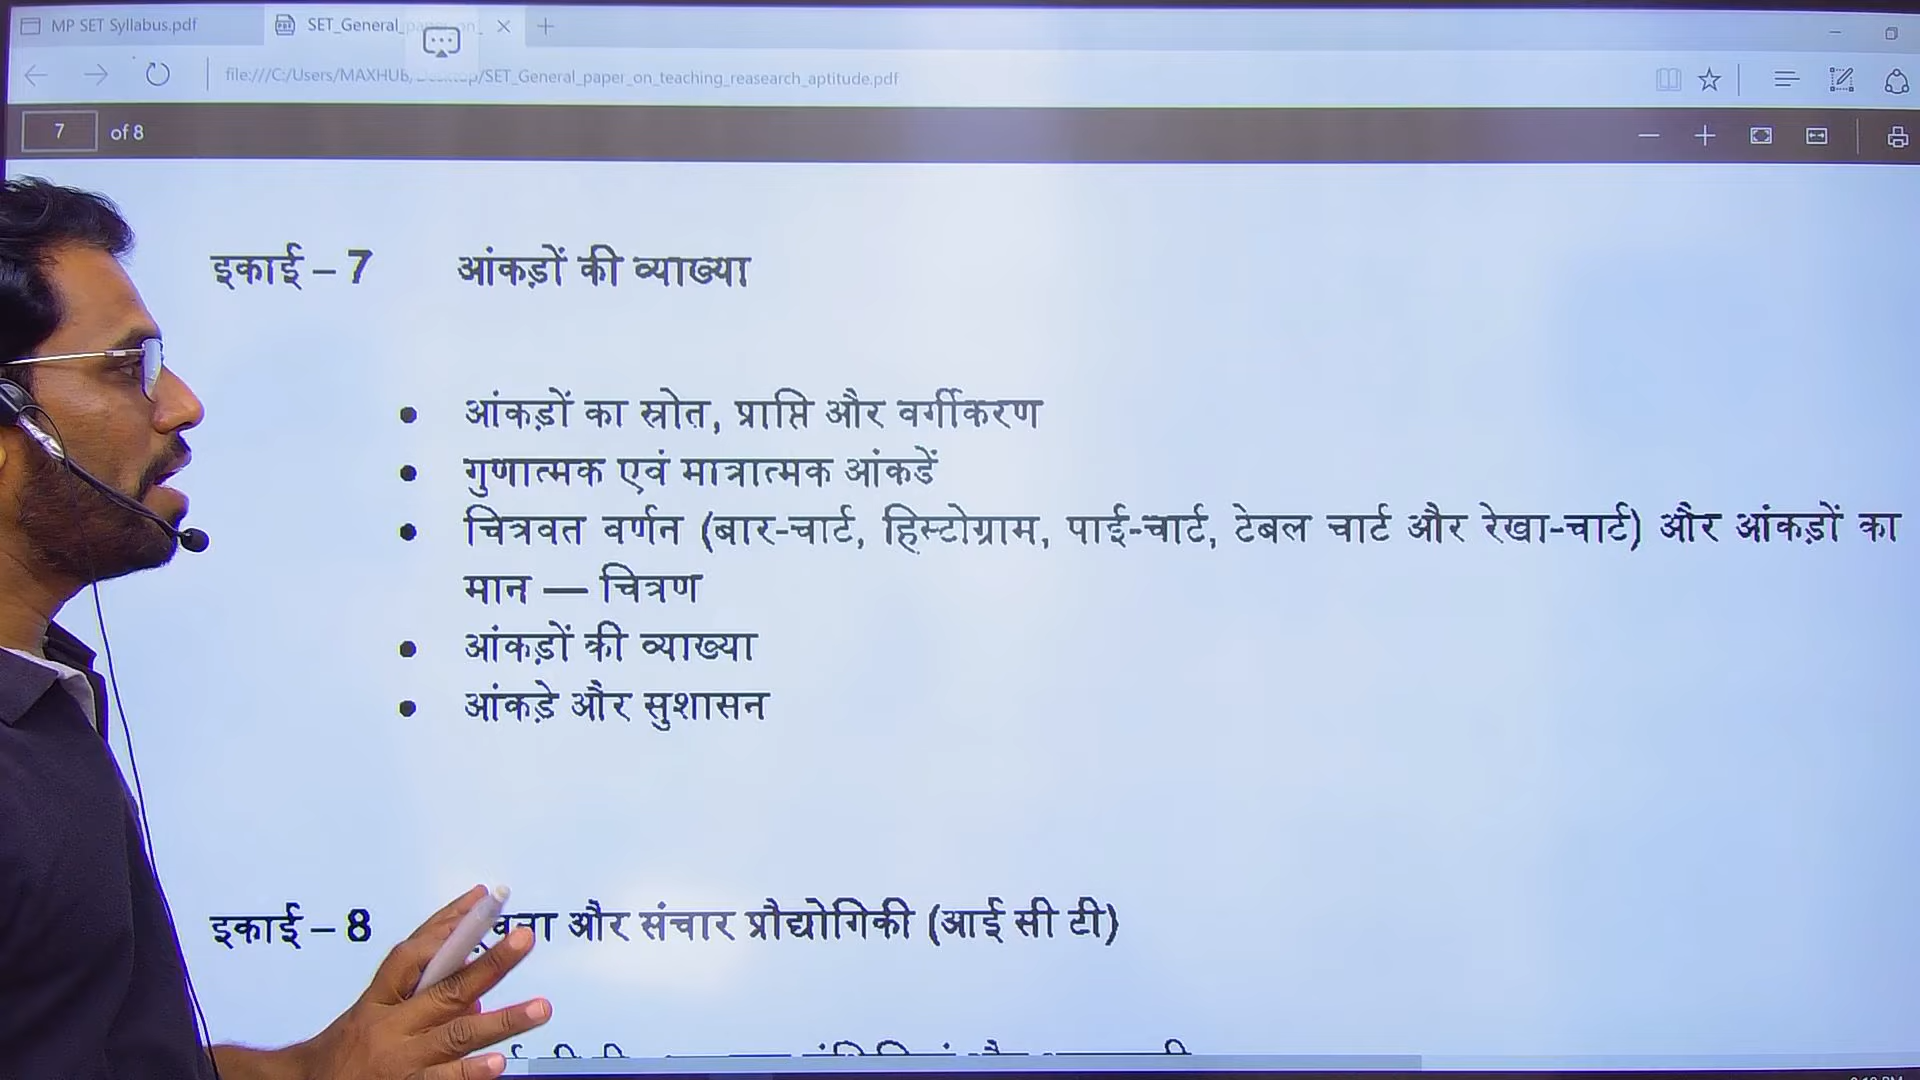 MP SET Syllabus.pdf
SET_General_
file:///C:/Users/MAXHUB/Desktop/SET_General_paper_on_teaching_reasearch_aptitude.pdf
7 of 8
इकाई – 7 आंकड़ों की व्याख्या
• आंकड़ों का स्रोत, प्राप्ति और वर्गीकरण
• गुणात्मक एवं मात्रात्मक आंकडें
• चित्रवत वर्णन (बार-चार्ट, हिस्टोग्राम, पाई-चार्ट, टेबल चार्ट और रेखा-चार्ट) और आंकड़ों का
मान — चित्रण
• आंकड़ों की व्याख्या
• आंकड़े और सुशासन
इकाई – 8 और संचार प्रौद्योगिकी (आई सी टी)